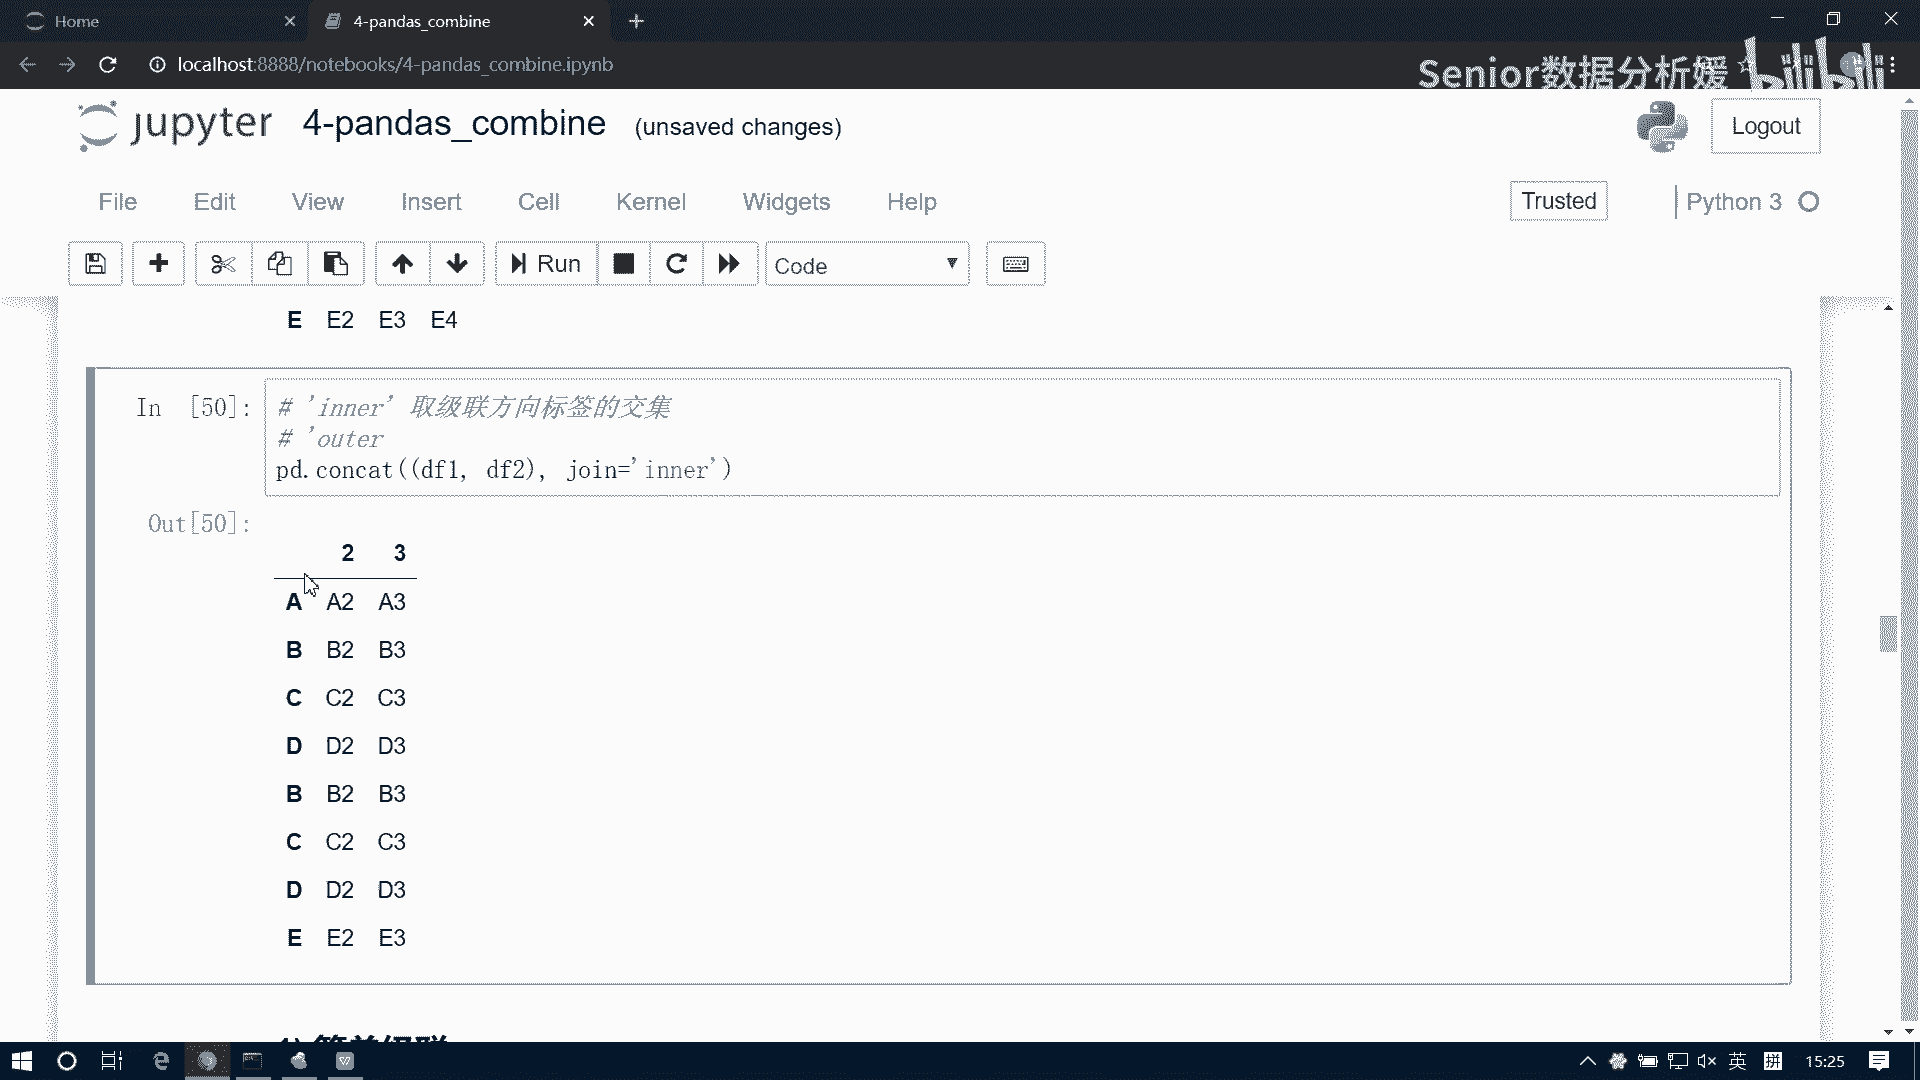 Home
4-pandas_combine
localhost:8888/notebooks/4-pandas_combine.ipynb
Senior数据分析媛
bilibili
jupyter 4-pandas_combine (unsaved changes)
Logout
File Edit View Insert Cell Kernel Widgets Help
Trusted
Python 3
Run
Code
E E2 E3 E4
In [50]:
# 'inner' 取级联方向标签的交集
# 'outer
pd.concat((df1, df2), join='inner')
Out[50]:
2 3
A A2 A3
B B2 B3
C C2 C3
D D2 D3
B B2 B3
C C2 C3
D D2 D3
E E2 E3
英
拼
15:25